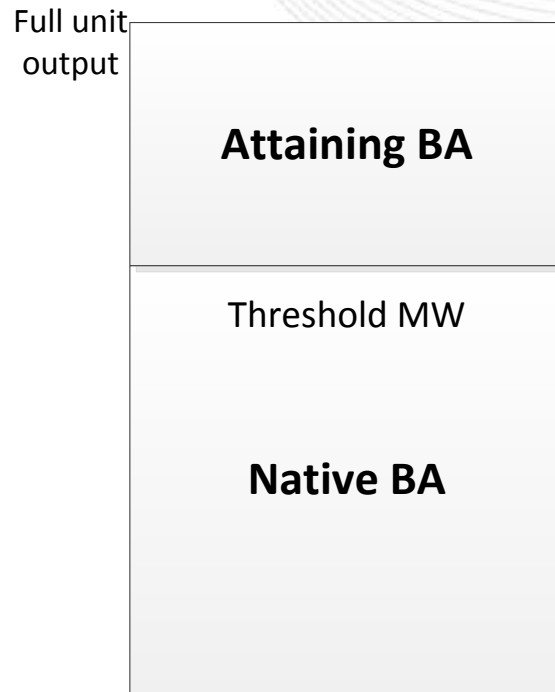 Full unit
output
Attaining BA
Threshold MW
Native BA